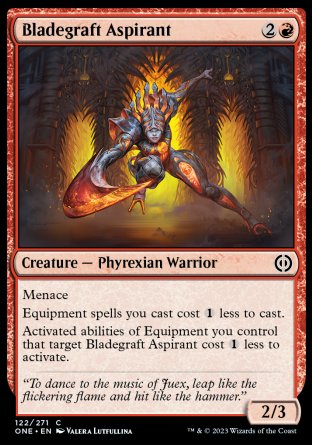 Bladegraft Aspirant 2
Creature — Phyrexian Warrior
Menace
Equipment spells you cast cost 1 less to cast.
Activated abilities of Equipment you control
that target Bladegraft Aspirant cost 1 less to
activate.
"To dance to the music of Juex, leap like the
flickering flame and hit like the hammer."
2/3
122/271 C
ONE • EN VALERA LUTFULLINA
™ & © 2023 Wizards of the Coast